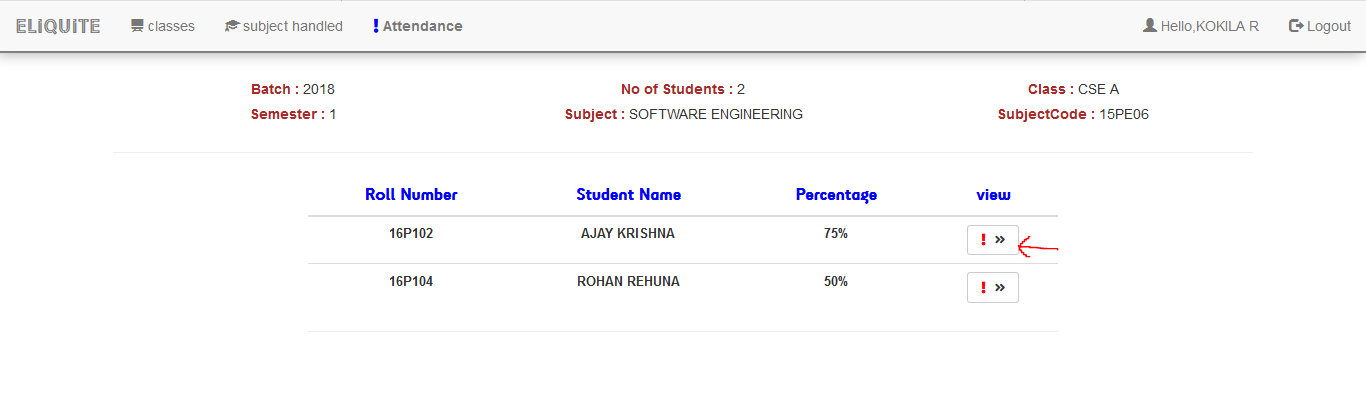 ELiQUiTE classes subject handled ! Attendance Hello,KOKILA R Logout
Batch : 2018 No of Students : 2 Class : CSE A
Semester : 1 Subject : SOFTWARE ENGINEERING SubjectCode : 15PE06
Roll Number Student Name Percentage view
16P102 AJAY KRISHNA 75% ! »
16P104 ROHAN REHUNA 50% ! »